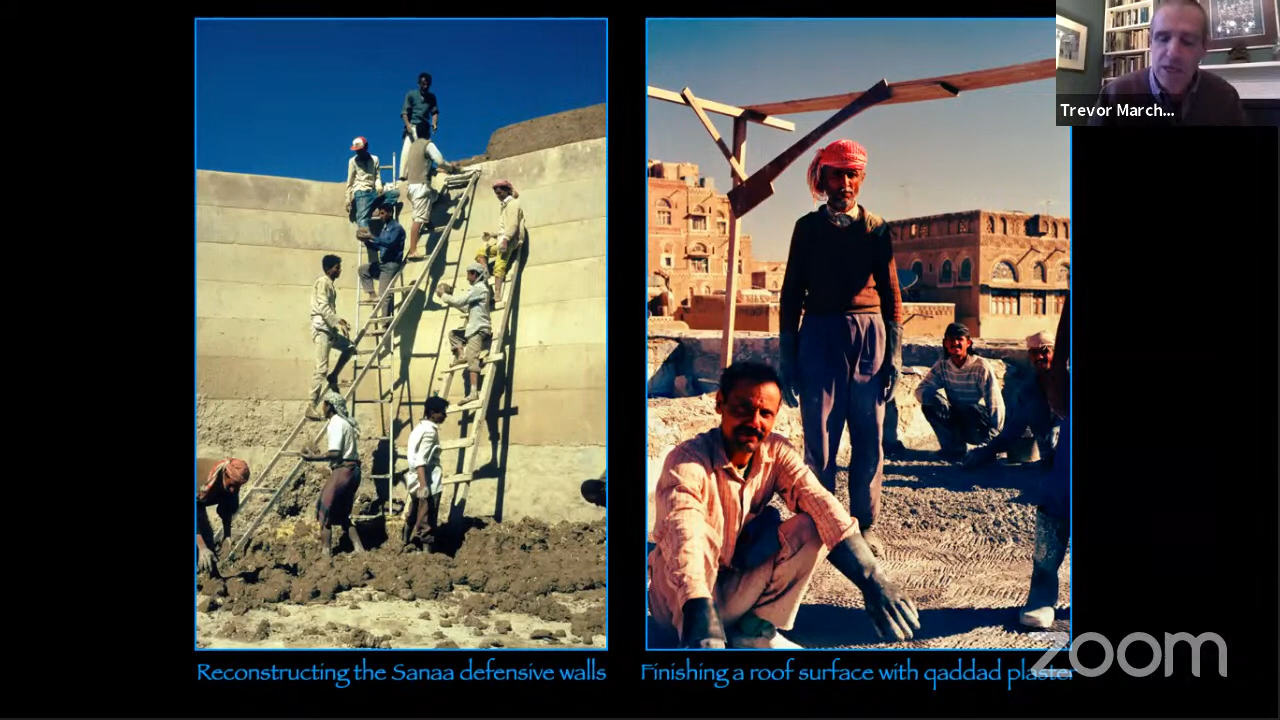 Trevor March...
Reconstructing the Sanaa defensive walls
Finishing a roof surface with qaddad plaster
zoom